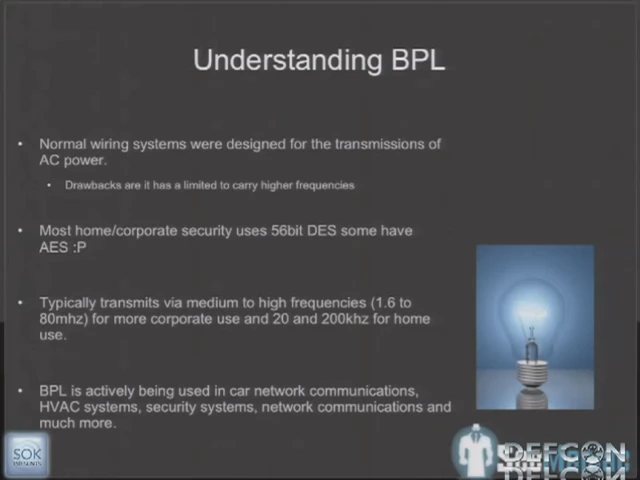 Understanding BPL
• Normal wiring systems were designed for the transmissions of
AC power.
• Drawbacks are it has a limited to carry higher frequencies
• Most home/corporate security uses 56bit DES some have
AES :P
• Typically transmits via medium to high frequencies (1.6 to
80mhz) for more corporate use and 20 and 200khz for home
use.
• BPL is actively being used in car network communications,
HVAC systems, security systems, network communications and
much more.
SOK
DEFCON